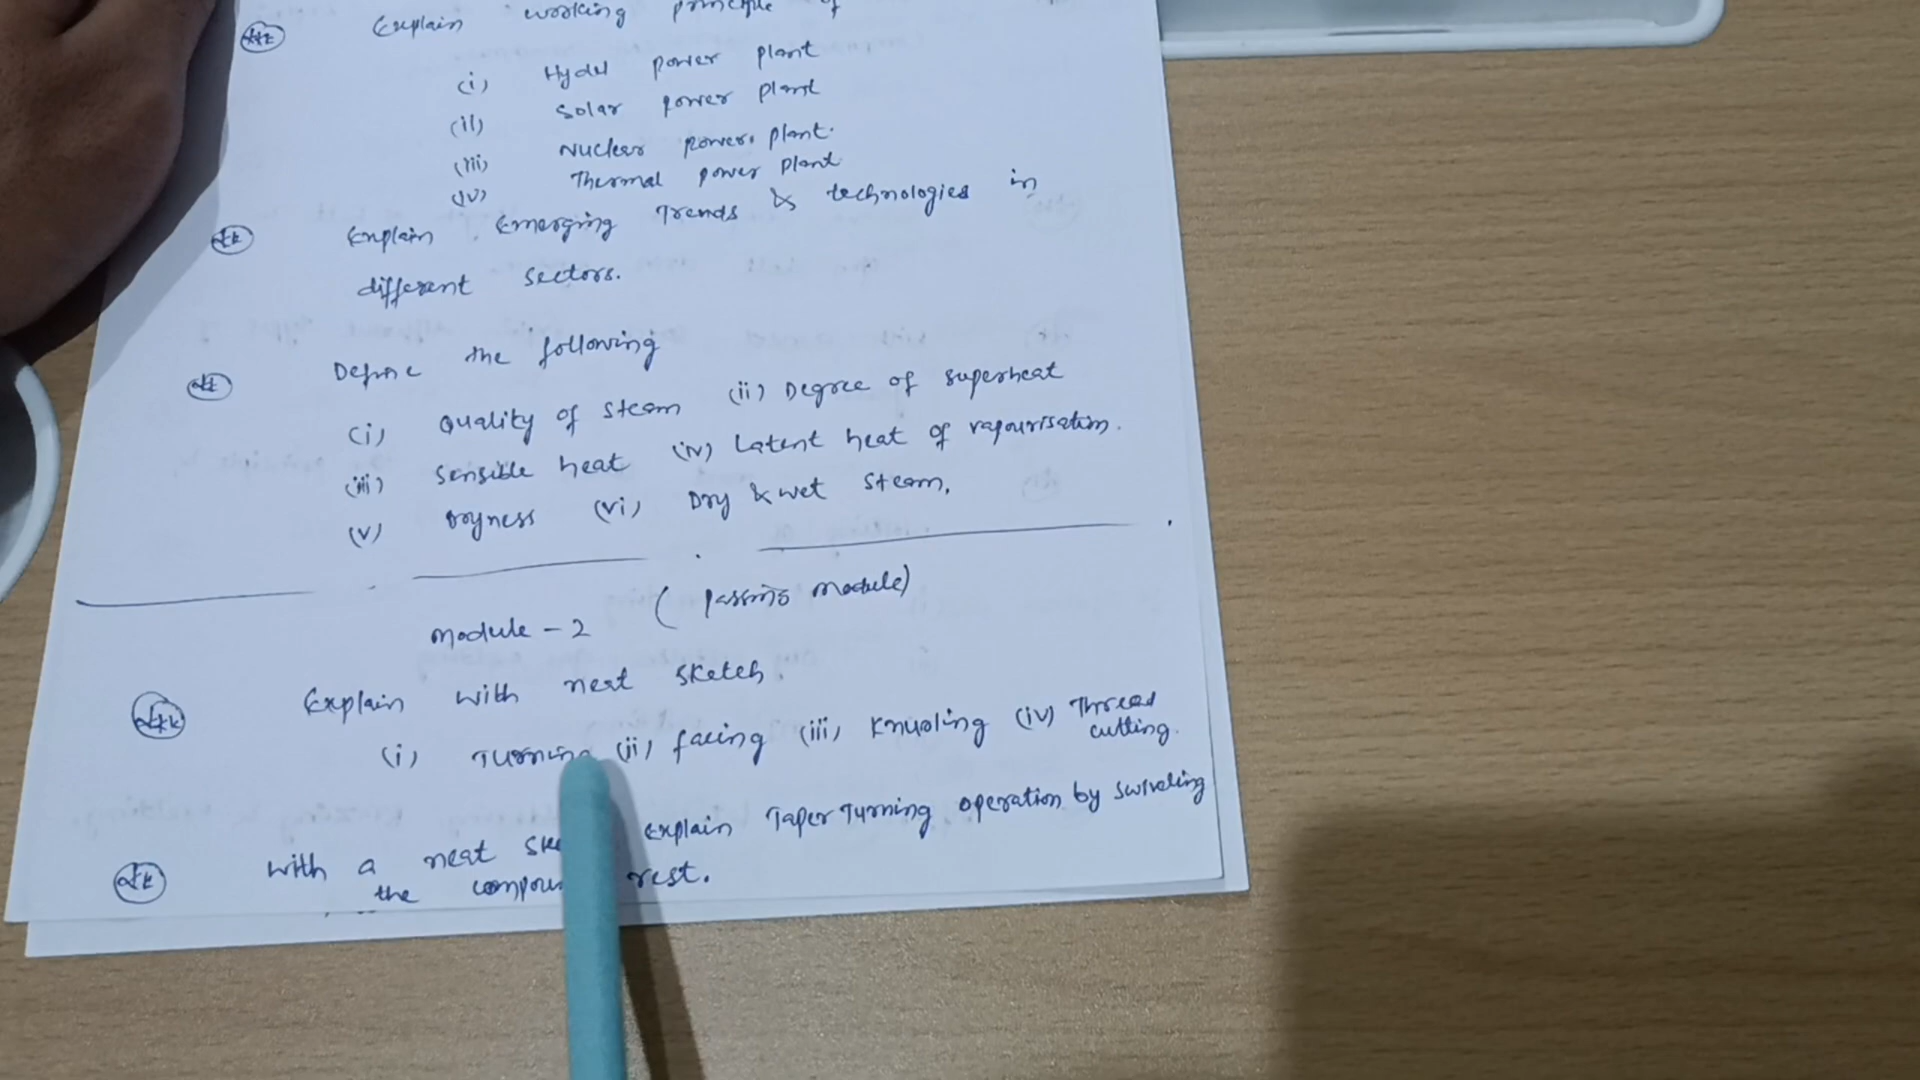 Explain working principle of
(i) Hydel power plant
(ii) Solar power plant
(iii) Nuclear power plant.
(iv) Thermal power plant
Explain Emerging Trends & technologies in
different sectors.
Define the following
(i) Quality of steam (ii) Degree of superheat
(iii) Sensible heat (iv) Latent heat of vapourisation.
(v) Dryness (vi) Dry & wet steam.
Module - 2 (Passing module)
Explain with neat sketch.
(i) Turning (ii) facing (iii) Knurling (iv) Thread
cutting.
With a neat explain Taper Turning operation by swiveling
the rest.